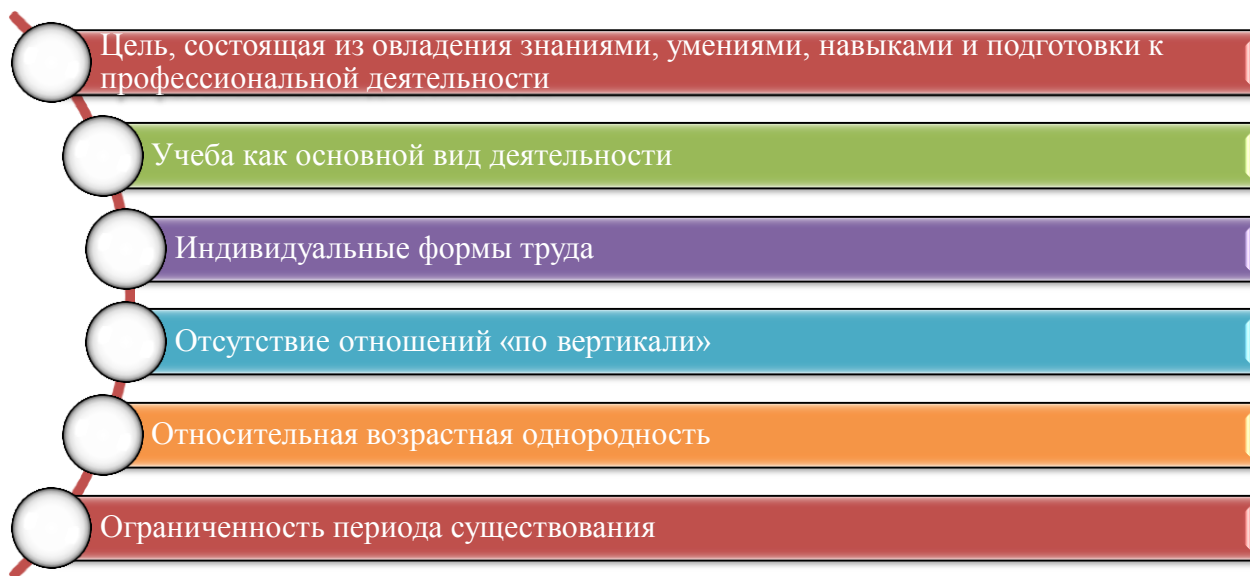 Цель, состоящая из овладения знаниями, умениями, навыками и подготовки к
профессиональной деятельности
Учеба как основной вид деятельности
Индивидуальные формы труда
Отсутствие отношений «по вертикали»
Относительная возрастная однородность
Ограниченность периода существования